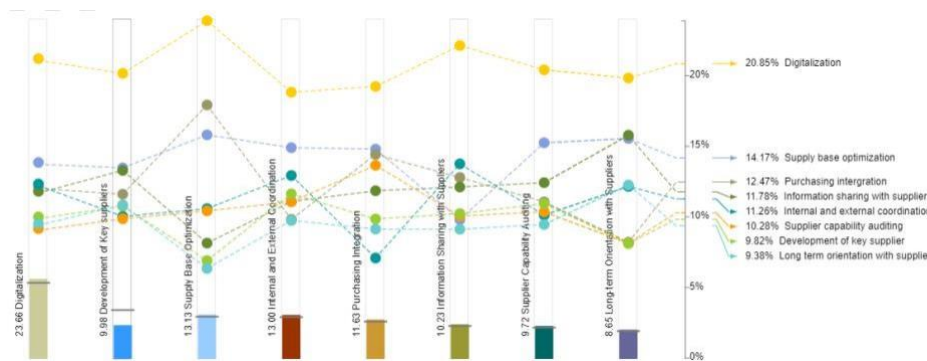 23.66 Digitalization
9.98 Development of Key suppliers
13.13 Supply Base Optimization
13.00 Internal and External Coordination
11.63 Purchasing Integration
10.23 Information Sharing with Suppliers
9.72 Supplier Capability Auditing
8.65 Long-term Orientation with Suppliers
20%
15%
10%
5%
0%
20.85% Digitalization
14.17% Supply base optimization
12.47% Purchasing intergration
11.78% Information sharing with supplier
11.26% Internal and external coordination
10.28% Supplier capability auditing
9.82% Development of key supplier
9.38% Long term orientation with supplie